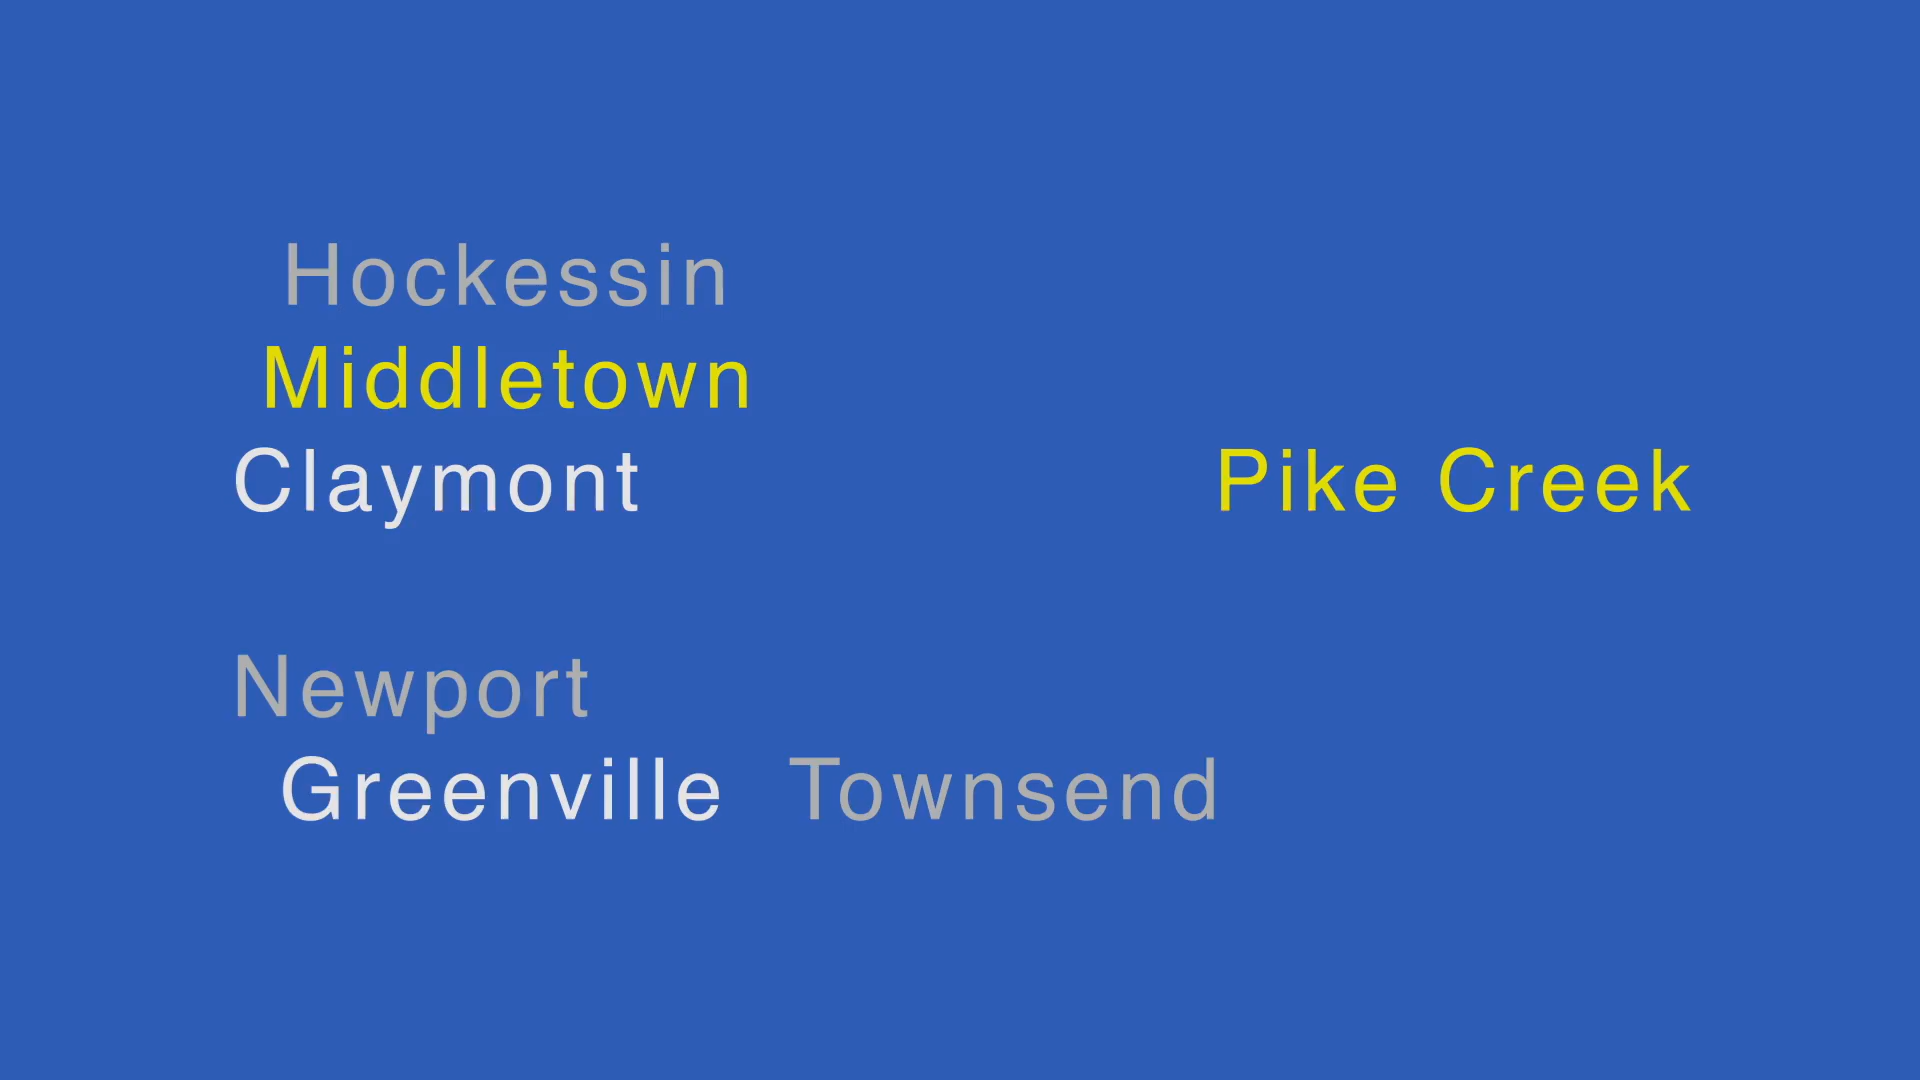 Hockessin
Middletown
Claymont Pike Creek
Newport
Greenville Townsend